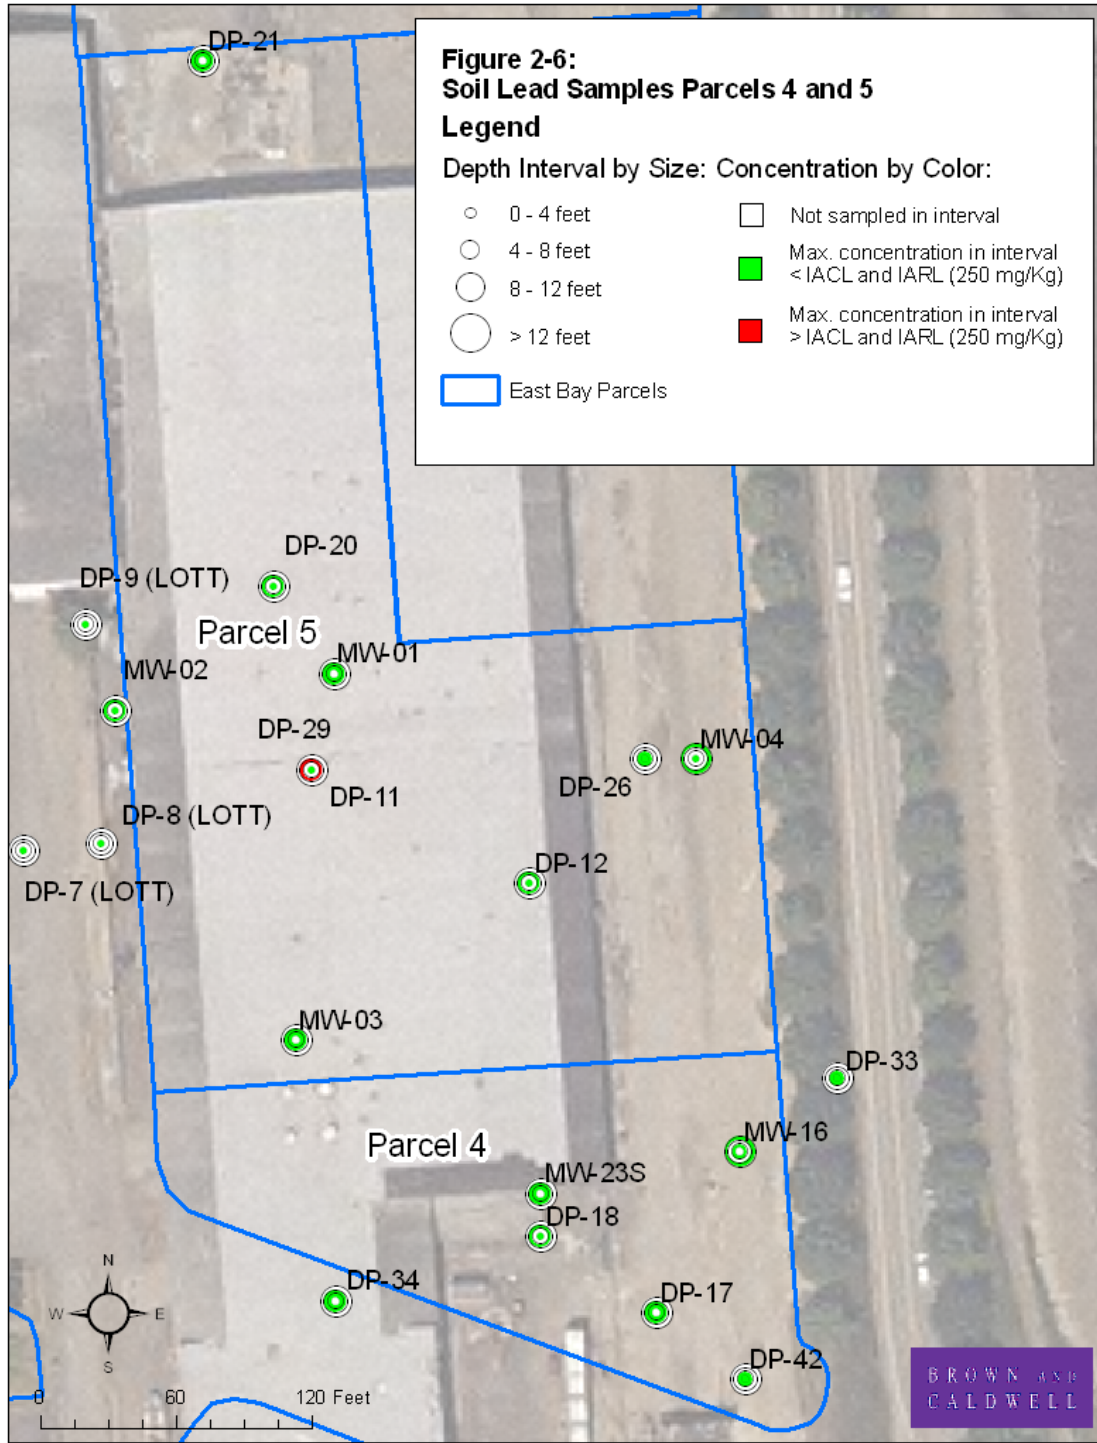 DP-21
Figure 2-6:
Soil Lead Samples Parcels 4 and 5
Legend
Depth Interval by Size: Concentration by Color:
0 - 4 feet
Not sampled in interval
4 - 8 feet
Max. concentration in interval
< IACL and IARL (250 mg/Kg)
8 - 12 feet
> 12 feet
Max. concentration in interval
> IACL and IARL (250 mg/Kg)
East Bay Parcels
DP-20
DP-9 (LOTT)
Parcel 5
MW-01
MW-02
DP-29
MW-04
DP-26
DP-11
DP-8 (LOTT)
DP-12
DP-7 (LOTT)
MW-03
DP-33
Parcel 4
MW-16
MW-23S
DP-18
DP-34
DP-17
N
W E
S
DP-42
0 60 120 Feet
BROWN AND
CALDWELL